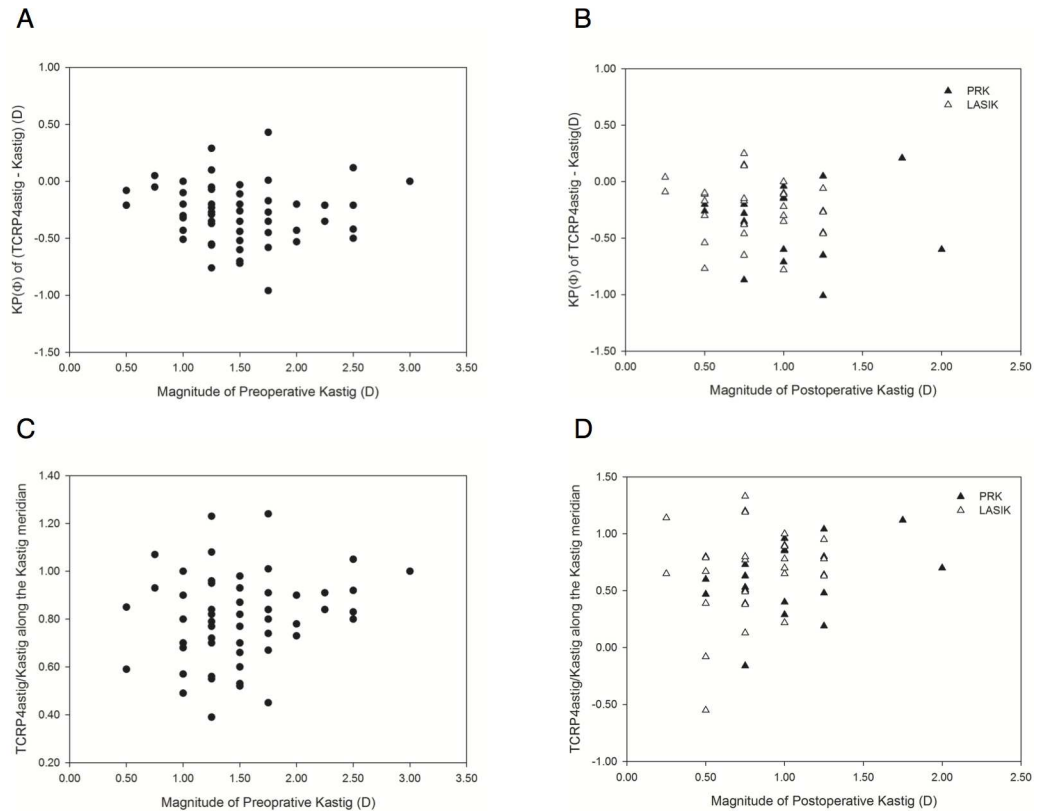 A
1.00
0.50
0.00
-0.50
-1.00
-1.50
KP(Φ) of (TCRP4astig - Kastig) (D)
0.00 0.50 1.00 1.50 2.00 2.50 3.00 3.50
Magnitude of Preoperative Kastig (D)
B
1.00
0.50
0.00
-0.50
-1.00
-1.50
KP(Φ) of TCRP4astig - Kastig(D)
PRK
LASIK
0.00 0.50 1.00 1.50 2.00 2.50
Magnitude of Postoperative Kastig (D)
C
1.40
1.20
1.00
0.80
0.60
0.40
0.20
TCRP4astig/Kastig along the Kastig meridian
0.00 0.50 1.00 1.50 2.00 2.50 3.00 3.50
Magnitude of Preoprative Kastig (D)
D
1.50
1.00
0.50
0.00
-0.50
-1.00
TCRP4astig/Kastig along the Kastig meridian
PRK
LASIK
0.00 0.50 1.00 1.50 2.00 2.50
Magnitude of Postoperative Kastig (D)